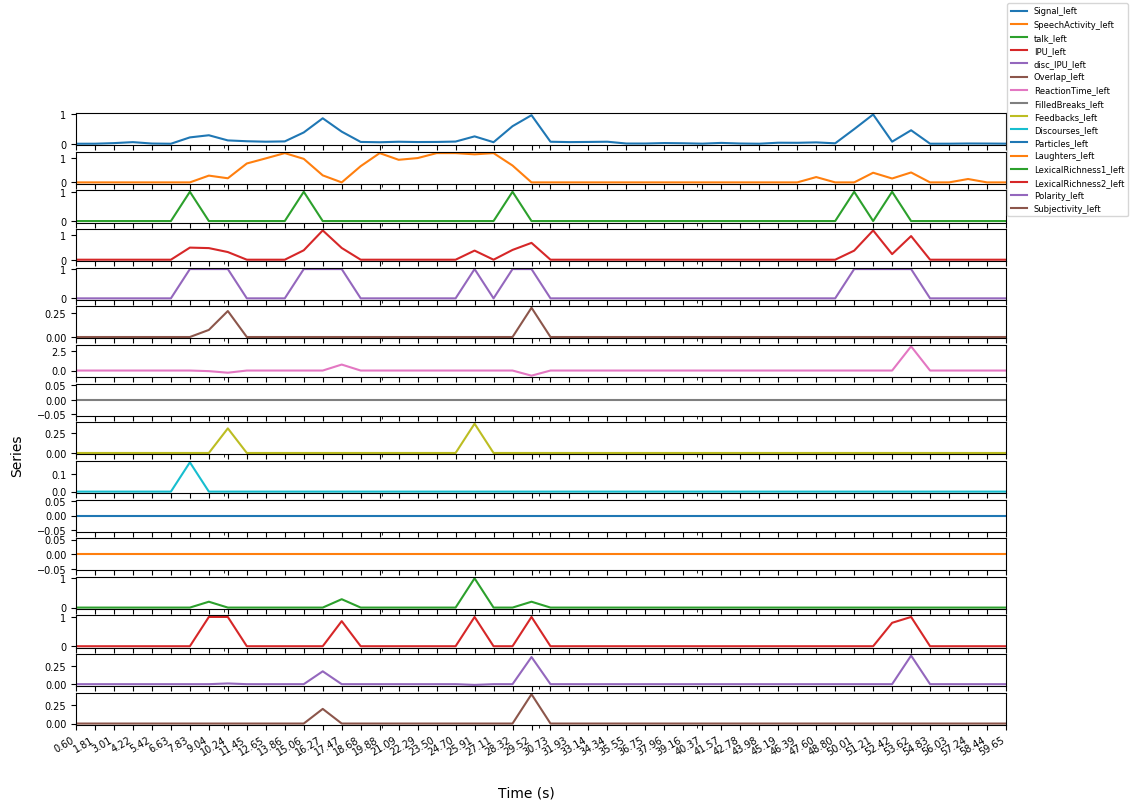 Signal_left
SpeechActivity_left
talk_left
IPU_left
disc_IPU_left
Overlap_left
ReactionTime_left
FilledBreaks_left
Feedbacks_left
Discourses_left
Particles_left
Laughters_left
LexicalRichness1_left
LexicalRichness2_left
Polarity_left
Subjectivity_left
1
0
1
0
1
0
1
0
1
0
0.25
0.00
2.5
0.0
0.05
0.00
−0.05
0.25
0.00
0.1
0.0
0.05
0.00
−0.05
0.05
0.00
−0.05
1
0
1
0
0.25
0.00
0.25
0.00
Series
0.60 1.81 3.01 4.22 5.42 6.63 7.83 9.04 10.24 11.45 12.65 13.86 15.06 16.27 17.47 18.68 19.88 21.09 22.29 23.50 24.70 25.91 27.11 28.32 29.52 30.73 31.93 33.14 34.34 35.55 36.75 37.96 39.16 40.37 41.57 42.78 43.98 45.19 46.39 47.60 48.80 50.01 51.21 52.42 53.62 54.83 56.03 57.24 58.44 59.65
Time (s)